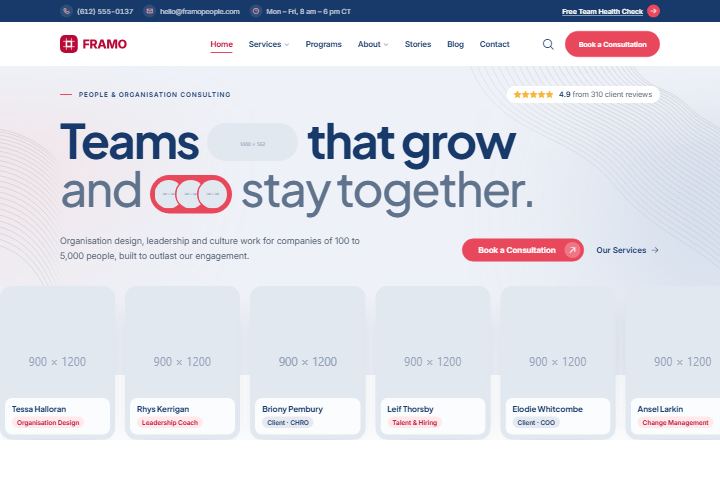 (612) 555-0137 hello@framopeople.com Mon – Fri, 8 am – 6 pm CT Free Team Health Check
FRAMO Home Services Programs About Stories Blog Contact Book a Consultation
PEOPLE & ORGANISATION CONSULTING 4.9 from 310 client reviews
Teams that grow
and stay together.
Organisation design, leadership and culture work for companies of 100 to
5,000 people, built to outlast our engagement.
Book a Consultation Our Services
900 × 1200 900 × 1200 900 × 1200 900 × 1200 900 × 1200 900 × 1200
Tessa Halloran Rhys Kerrigan Briony Pembury Leif Thorsby Elodie Whitcombe Ansel Larkin
Organisation Design Leadership Coach Client · CHRO Talent & Hiring Client · COO Change Management